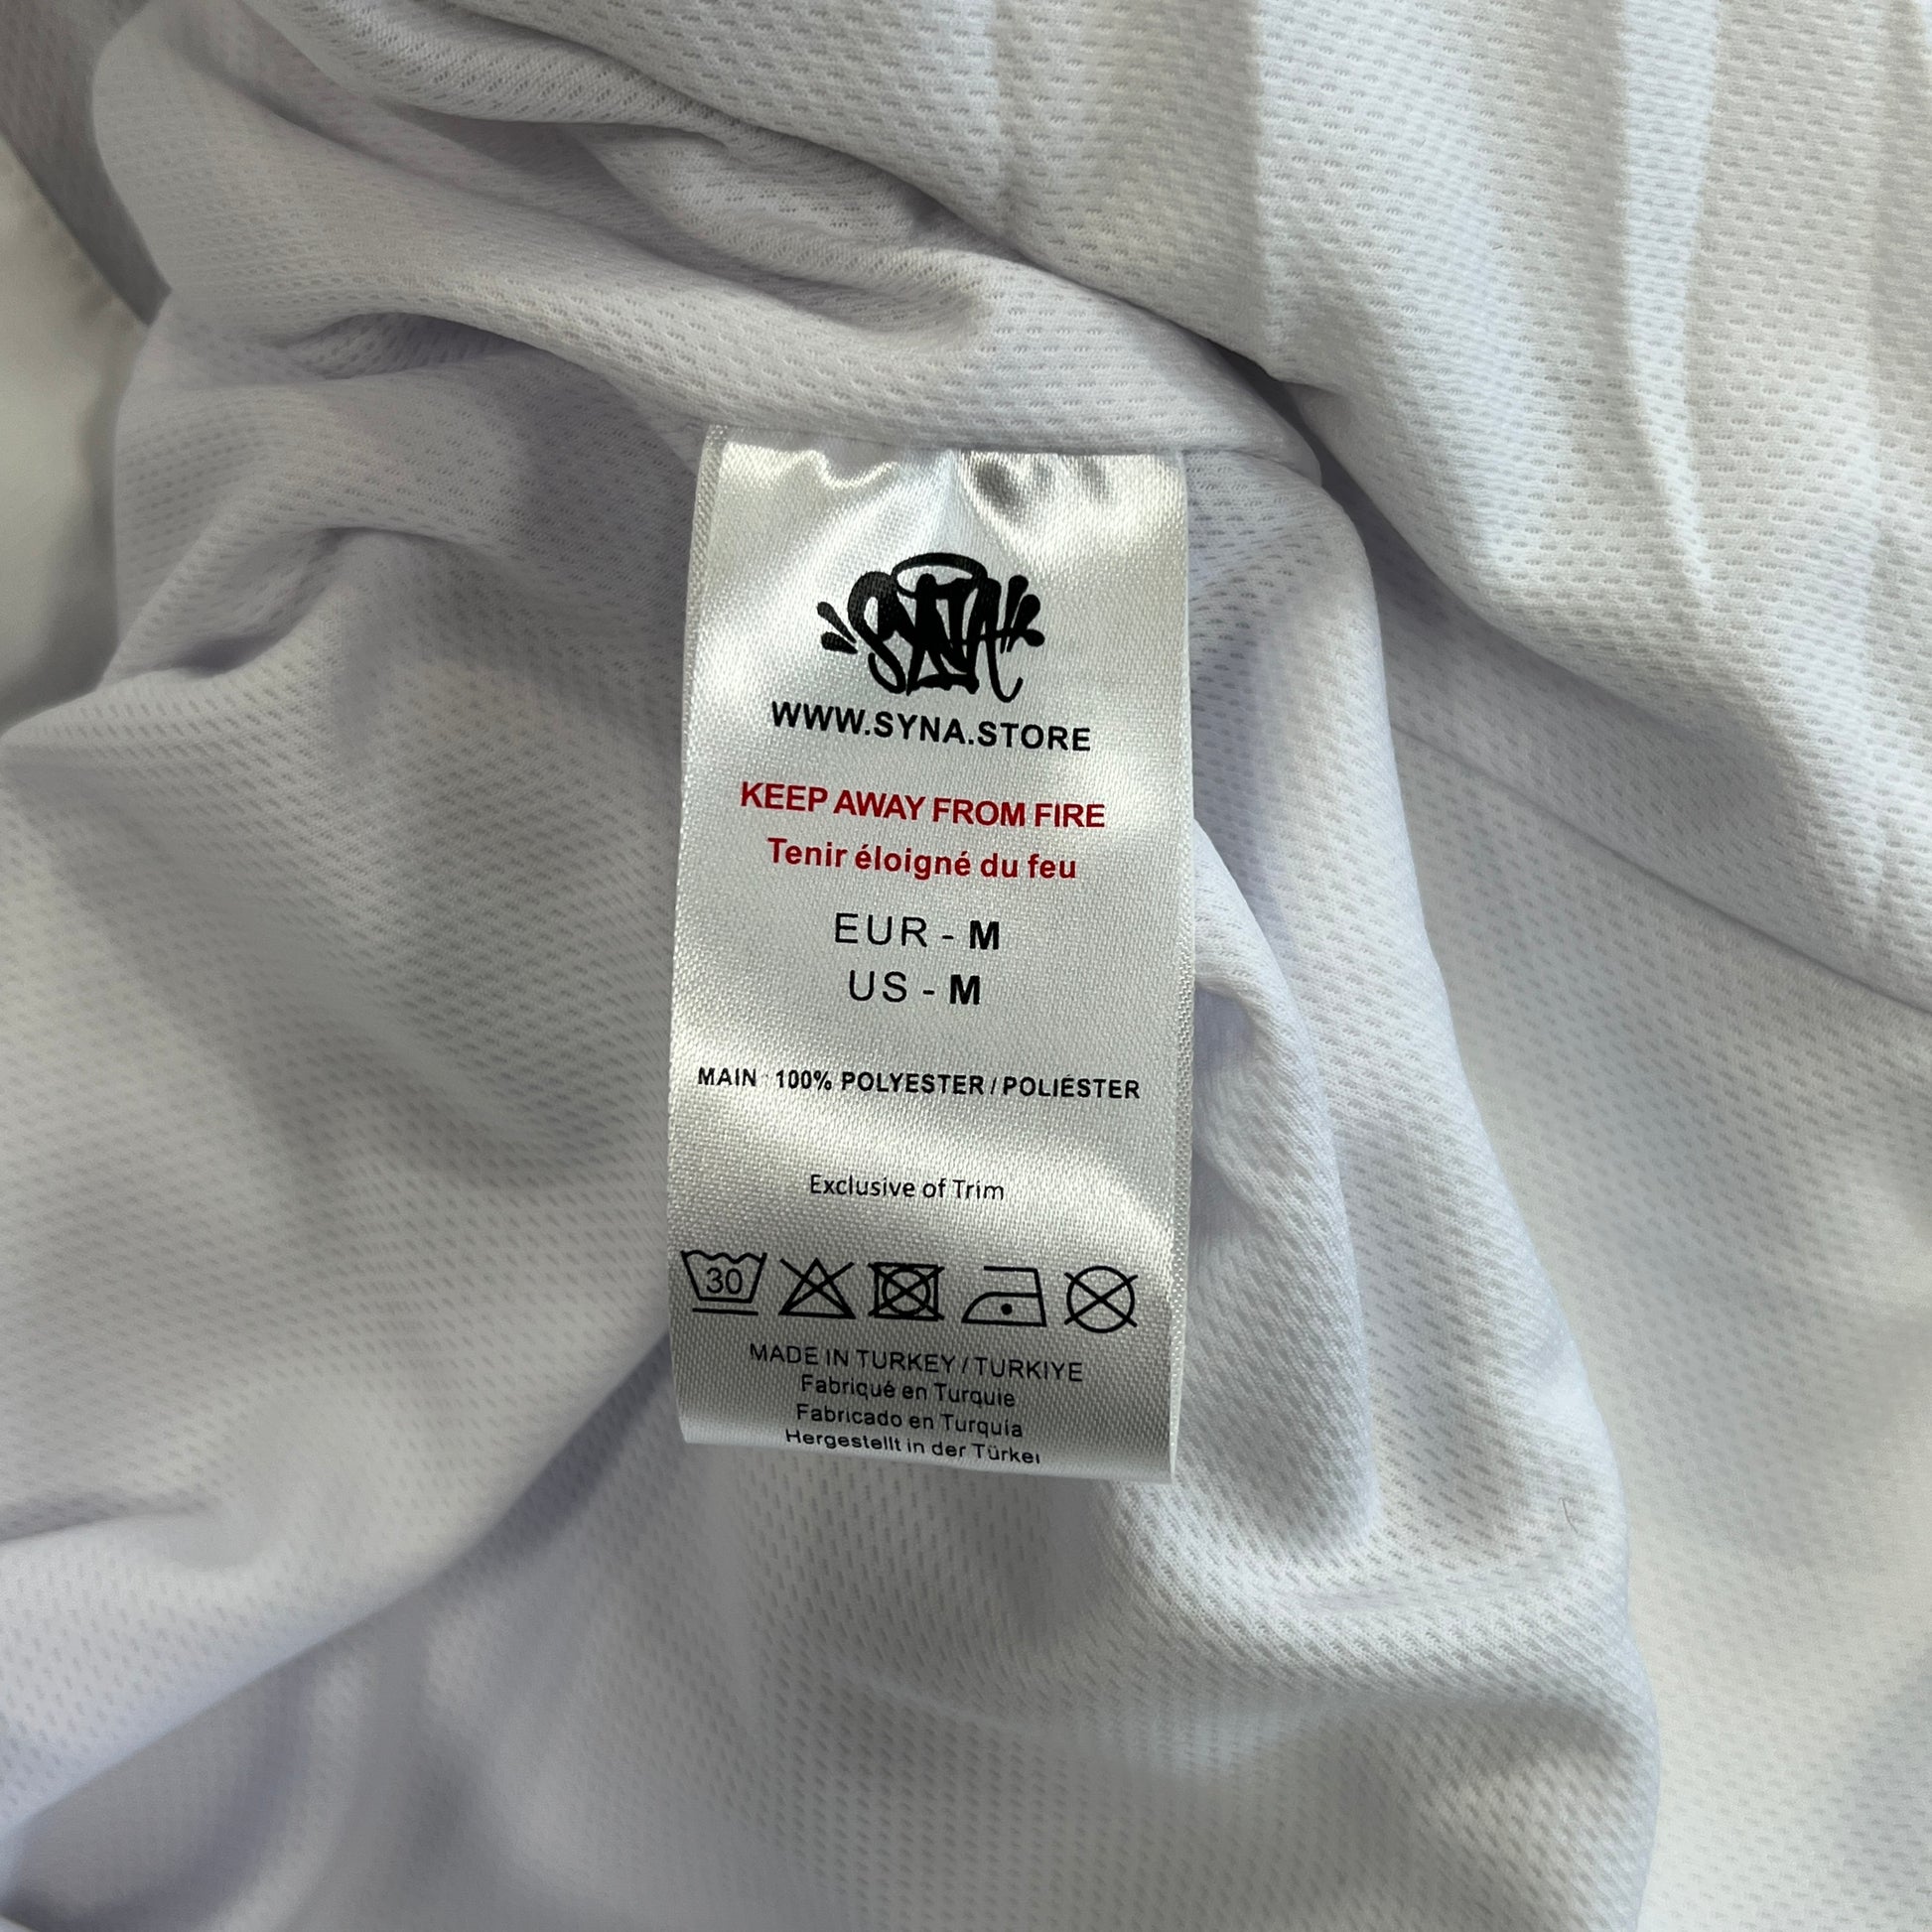 SYNA
WWW.SYNA.STORE
KEEP AWAY FROM FIRE
Tenir éloigné du feu
EUR - M
US - M
MAIN 100% POLYESTER / POLIÉSTER
Exclusive of Trim
30
MADE IN TURKEY / TURKIYE
Fabriqué en Turquie
Fabricado en Turquia
Hergestellt in der Türkei